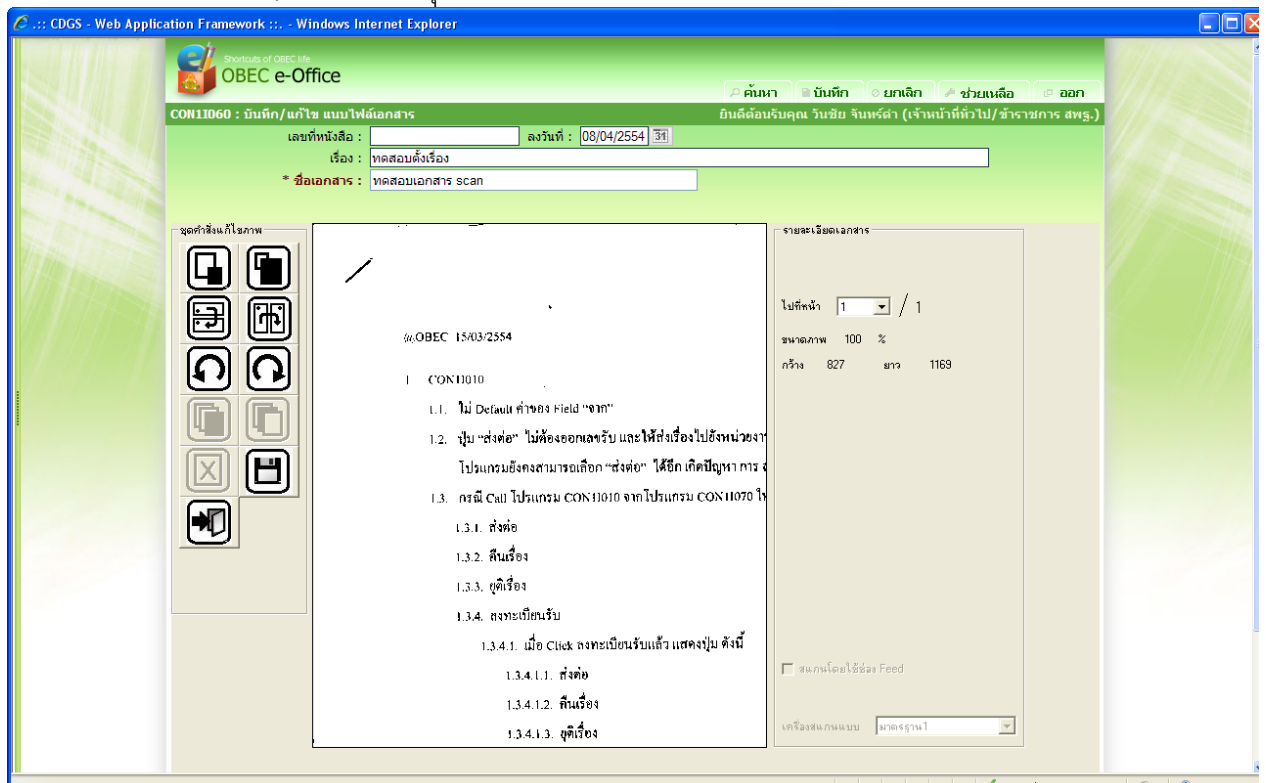 .:: CDGS - Web Application Framework ::. - Windows Internet Explorer
Shortcuts of OBEC life
OBEC e-Office
ค้นหา บันทึก ยกเลิก ช่วยเหลือ ออก
CON1I060 : บันทึก/แก้ไข แนบไฟล์เอกสาร ยินดีต้อนรับคุณ วันชัย จันทร์ดำ (เจ้าหน้าที่ทั่วไป/ข้าราชการ สพฐ.)
เลขที่หนังสือ : ลงวันที่ : 08/04/2554 31
เรื่อง : ทดสอบตั้งเรื่อง
* ชื่อเอกสาร : ทดสอบเอกสาร scan
ชุดคำสั่งแก้ไขภาพ
รายละเอียดเอกสาร
ไปที่หน้า 1 / 1
ขนาดภาพ 100 %
กว้าง 827 ยาว 1169
OBEC 15/03/2554
1 CON1I010
1.1. ไม่ Default ค่าของ Field “จาก”
1.2. ปุ่ม “ส่งต่อ” ไม่ต้องออกเลขรับ และให้ส่งเรื่องไปยังหน่วยงา
โปรแกรมยังคงสามารถเลือก “ส่งต่อ” ได้อีก เกิดปัญหา การ
1.3. กรณี Call โปรแกรม CON1I010 จากโปรแกรม CON1I070 ให
1.3.1. ส่งต่อ
1.3.2. คืนเรื่อง
1.3.3. ยุติเรื่อง
1.3.4. ลงทะเบียนรับ
1.3.4.1. เมื่อ Click ลงทะเบียนรับแล้ว แสดงปุ่ม ดังนี้
1.3.4.1.1. ส่งต่อ
1.3.4.1.2. คืนเรื่อง
1.3.4.1.3. ยุติเรื่อง
สแกนโดยใช้ช่อง Feed
เครื่องสแกนแบบ มาตรฐาน1